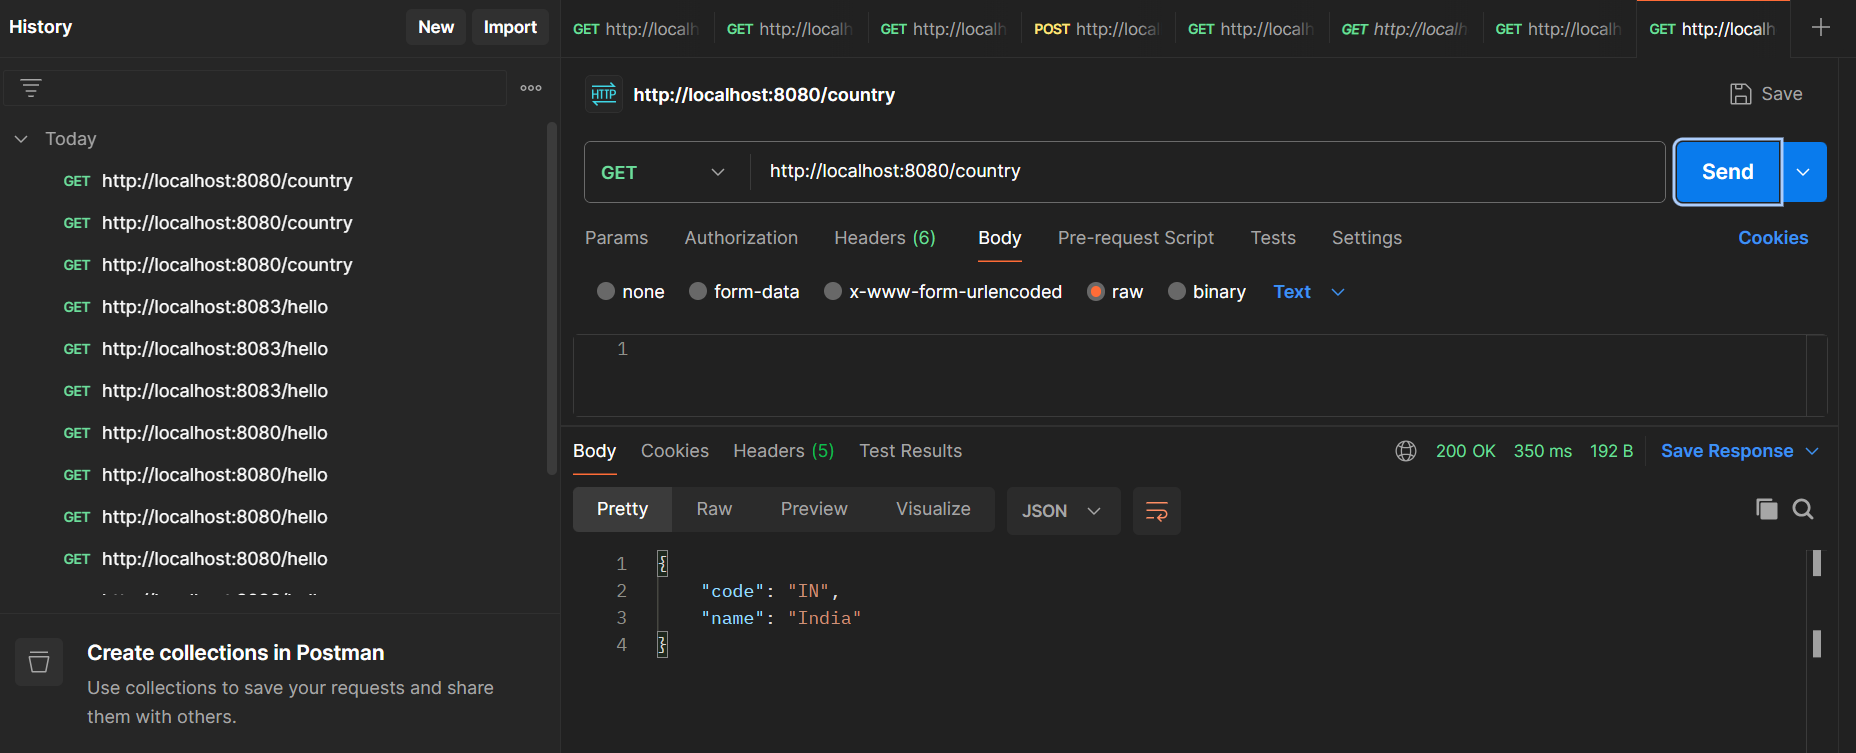 History
New
Import
Today
GET http://localhost:8080/country
GET http://localhost:8080/country
GET http://localhost:8080/country
GET http://localhost:8083/hello
GET http://localhost:8083/hello
GET http://localhost:8083/hello
GET http://localhost:8080/hello
GET http://localhost:8080/hello
GET http://localhost:8080/hello
GET http://localhost:8080/hello
Create collections in Postman
Use collections to save your requests and share
them with others.
GET http://localh
GET http://localh
GET http://localh
POST http://local
GET http://localh
GET http://localh
GET http://localh
GET http://localh
HTTP http://localhost:8080/country
Save
GET http://localhost:8080/country
Send
Params Authorization Headers (6) Body Pre-request Script Tests Settings Cookies
none form-data x-www-form-urlencoded raw binary Text
1
Body Cookies Headers (5) Test Results 200 OK 350 ms 192 B Save Response
Pretty Raw Preview Visualize JSON
1 {
2 "code": "IN",
3 "name": "India"
4 }